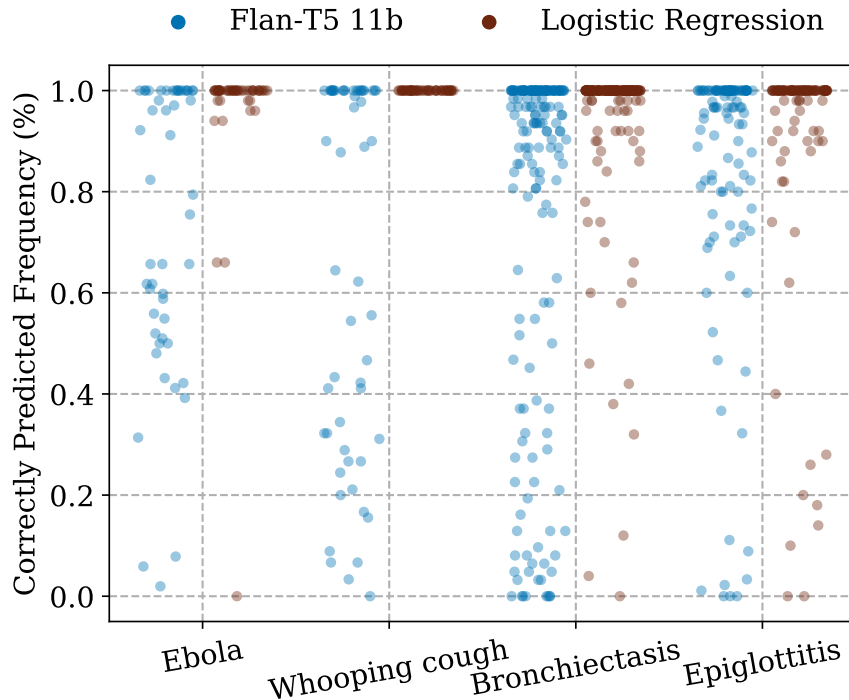 Flan-T5 11b
Logistic Regression
Correctly Predicted Frequency (%)
1.0
0.8
0.6
0.4
0.2
0.0
Ebola
Whooping cough
Bronchiectasis
Epiglottitis